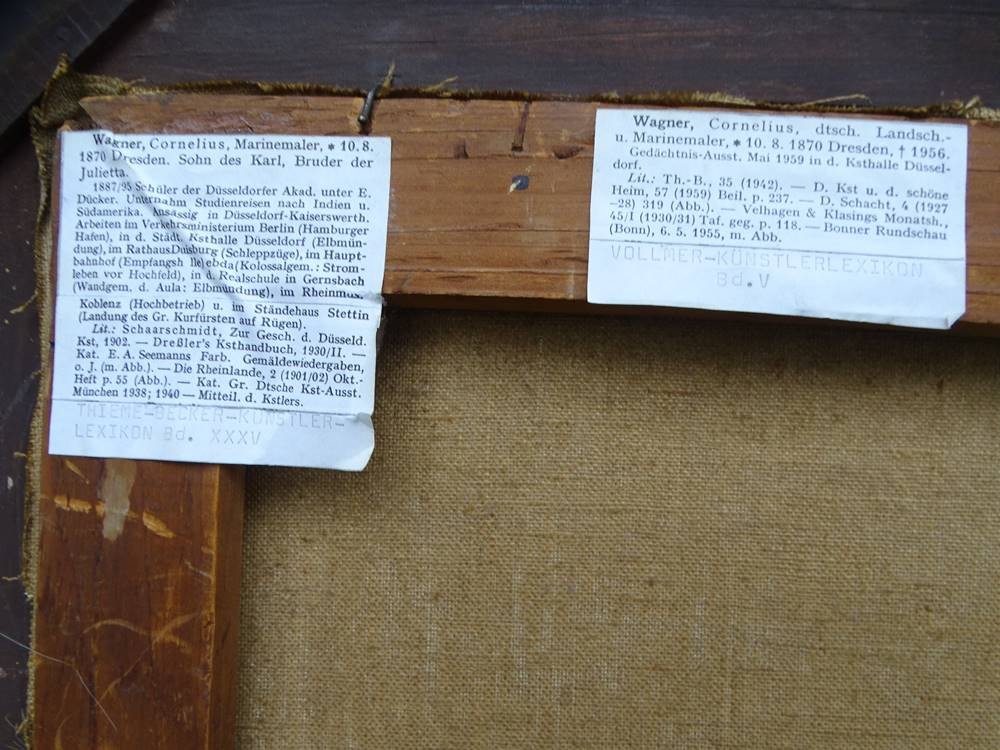 Wagner, Cornelius, Marinemaler, * 10. 8.
1870 Dresden. Sohn des Karl, Bruder der
Julietta.
1887/95 Schüler der Düsseldorfer Akad. unter E.
Dücker. Unternahm Studienreisen nach Indien u.
Südamerika. Ansässig in Düsseldorf-Kaiserswerth.
Arbeiten im Verkehrsministerium Berlin (Hamburger
Hafen), in d. Städt. Ksthalle Düsseldorf (Elbmün-
dung), im Rathaus Duisburg (Schleppzüge), im Haupt-
bahnhof (Empfangsh lle) ebda (Kolossalgem.: Strom-
leben vor Hochfeld), in d. Realschule in Gernsbach
(Wandgem. d. Aula: Elbmündung), im Rheinmus.
Koblenz (Hochbetrieb) u. im Ständehaus Stettin
(Landung des Gr. Kurfürsten auf Rügen).
Lit.: Schaarschmidt, Zur Gesch. d. Düsseld.
Kst, 1902. — Dreßler's Ksthandbuch, 1930/II. —
Kat. E. A. Seemanns Farb. Gemäldewiedergaben,
o. J. (m. Abb.). — Die Rheinlande, 2 (1901/02) Okt.-
Heft p. 55 (Abb.). — Kat. Gr. Dtsche Kst-Ausst.
München 1938; 1940 — Mitteil. d. Kstlers.
THIEME-BECKER-KÜNSTLER-
LEXIKON Bd. XXXV
Wagner, Cornelius, dtsch. Landsch.-
u. Marinemaler, * 10. 8. 1870 Dresden, † 1956.
Gedächtnis-Ausst. Mai 1959 in d. Ksthalle Düssel-
dorf.
Lit.: Th.-B., 35 (1942). — D. Kst u. d. schöne
Heim, 57 (1959) Beil. p. 237. — D. Schacht, 4 (1927
–28) 319 (Abb.). — Velhagen & Klasings Monatsh.,
45/I (1930/31) Taf. geg. p. 118. — Bonner Rundschau
(Bonn), 6. 5. 1955, m. Abb.
VOLLMER-KÜNSTLERLEXIKON
Bd.V